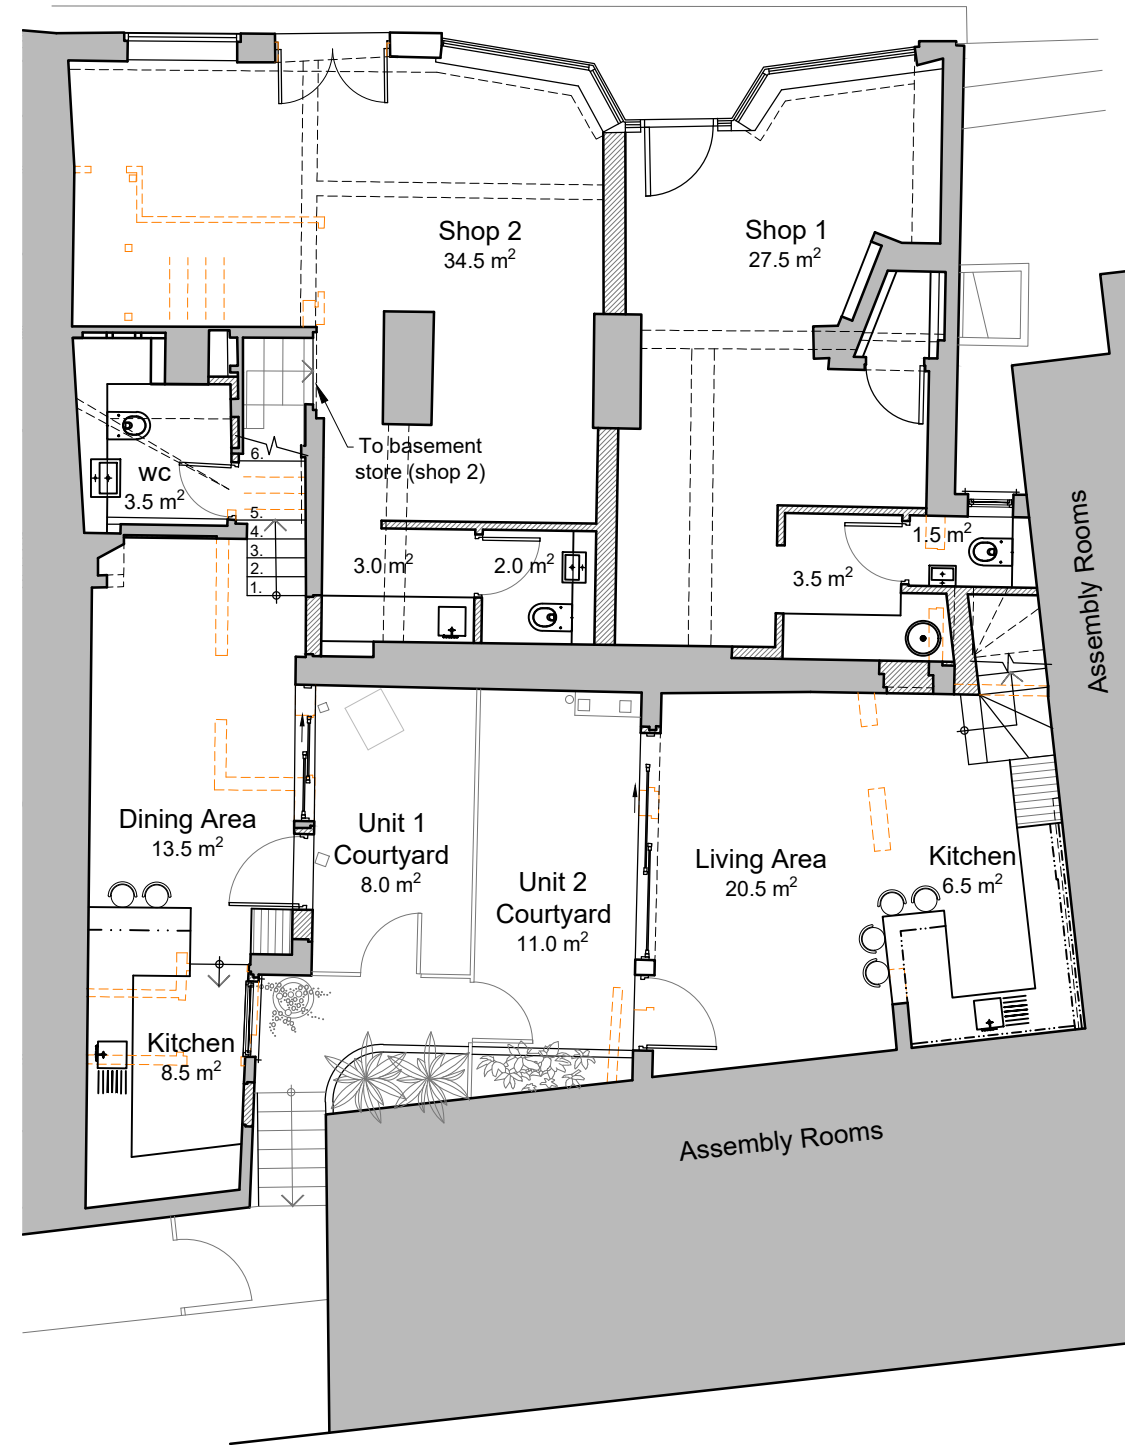 Shop 2
34.5 m²
Shop 1
27.5 m²
To basement
store (shop 2)
wc
3.5 m²
6.
5.
4.
3.
2.
1.
3.0 m²
2.0 m²
3.5 m²
1.5 m²
Assembly Rooms
Dining Area
13.5 m²
Unit 1
Courtyard
8.0 m²
Unit 2
Courtyard
11.0 m²
Living Area
20.5 m²
Kitchen
6.5 m²
Kitchen
8.5 m²
Assembly Rooms